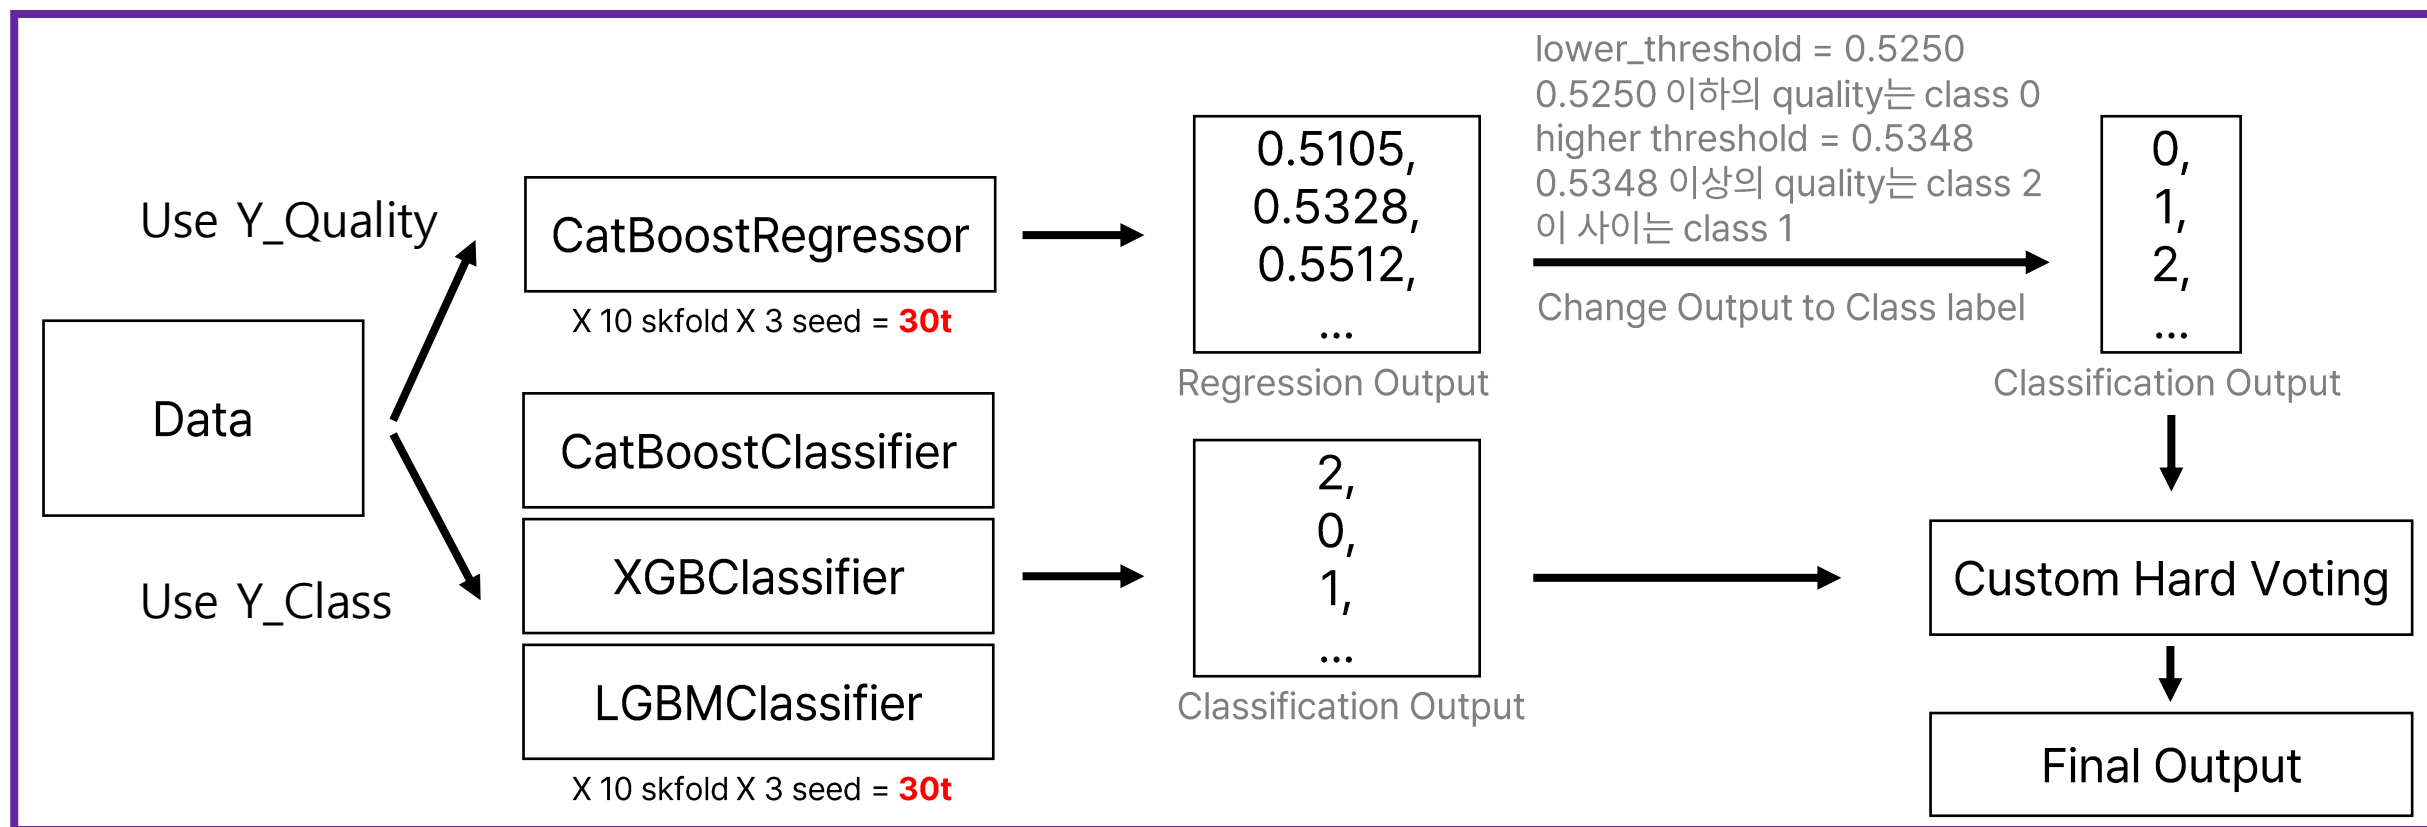 Use Y_Quality
Data
Use Y_Class
CatBoostRegressor
X 10 skfold X 3 seed = 30t
CatBoostClassifier
XGBClassifier
LGBMClassifier
X 10 skfold X 3 seed = 30t
0.5105,
0.5328,
0.5512,
...
Regression Output
2,
0,
1,
...
Classification Output
lower_threshold = 0.5250
0.5250 이하의 quality는 class 0
higher threshold = 0.5348
0.5348 이상의 quality는 class 2
이 사이는 class 1
Change Output to Class label
0,
1,
2,
...
Classification Output
Custom Hard Voting
Final Output